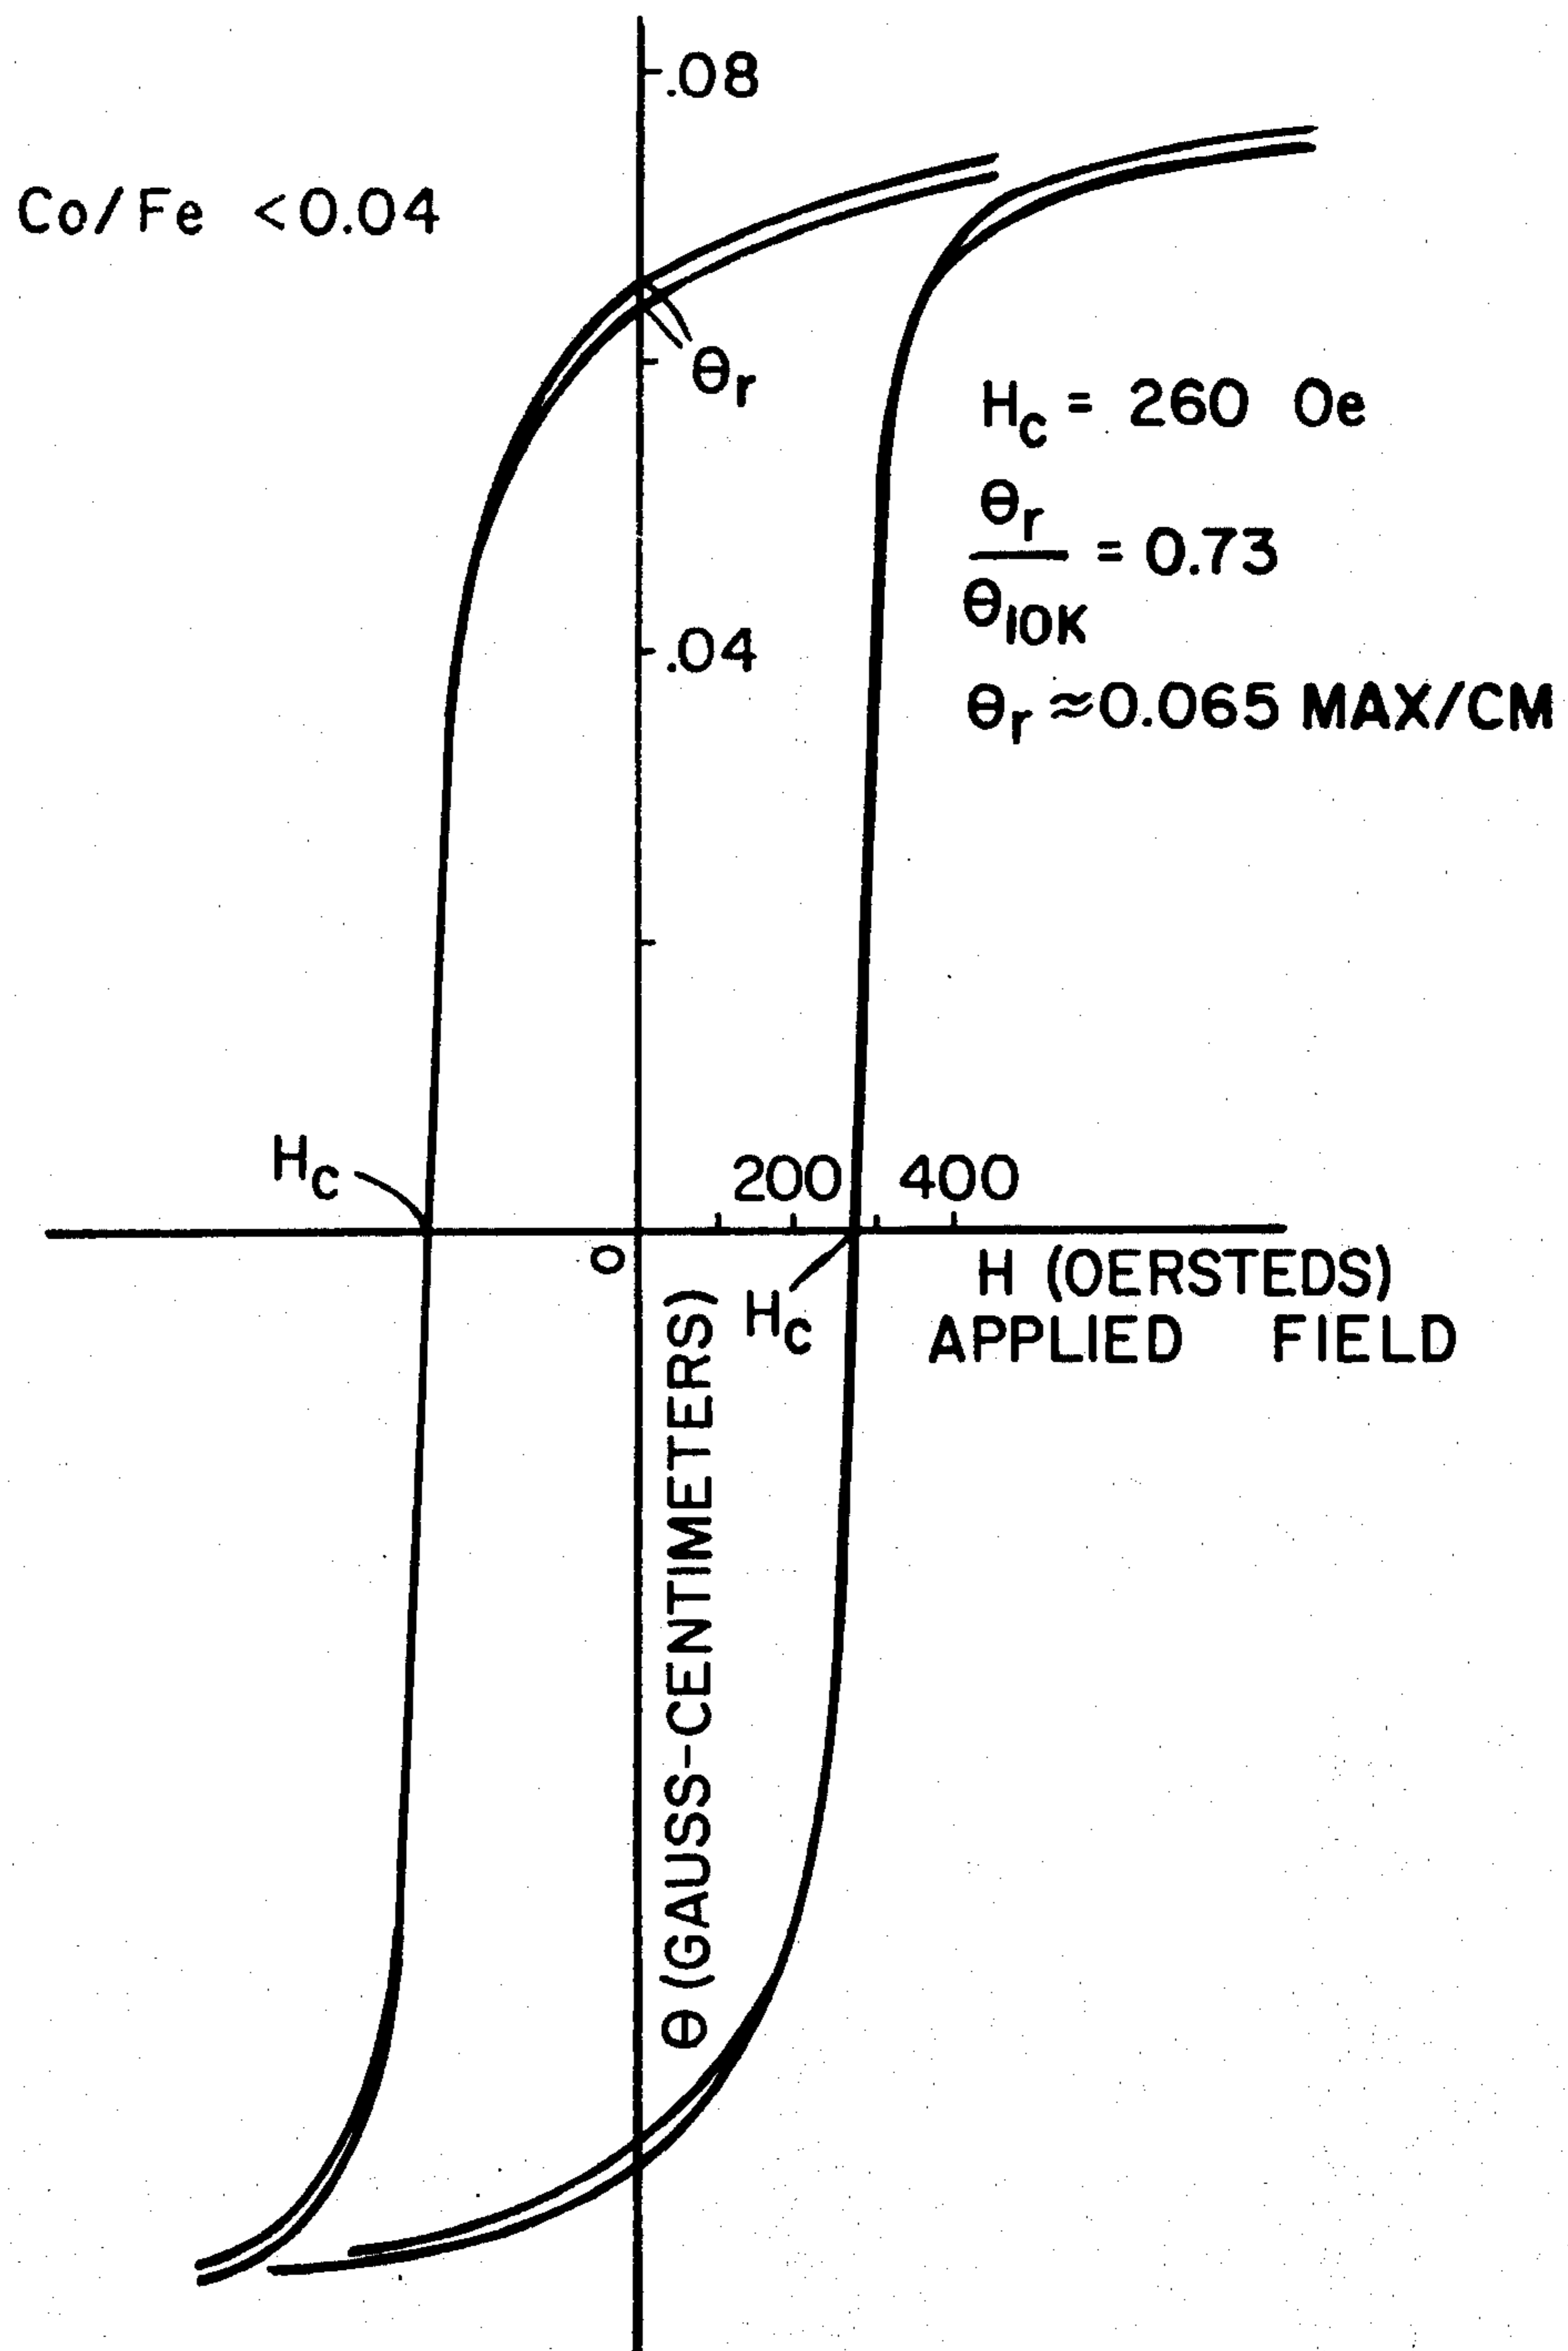 .08
Co/Fe <0.04
θr
Hc = 260 Oe
θr
/
θ10K
= 0.73
.04
θr ≈0.065 MAX/CM
Hc
200 400
0
Hc
H (OERSTEDS)
APPLIED FIELD
θ (GAUSS-CENTIMETERS)